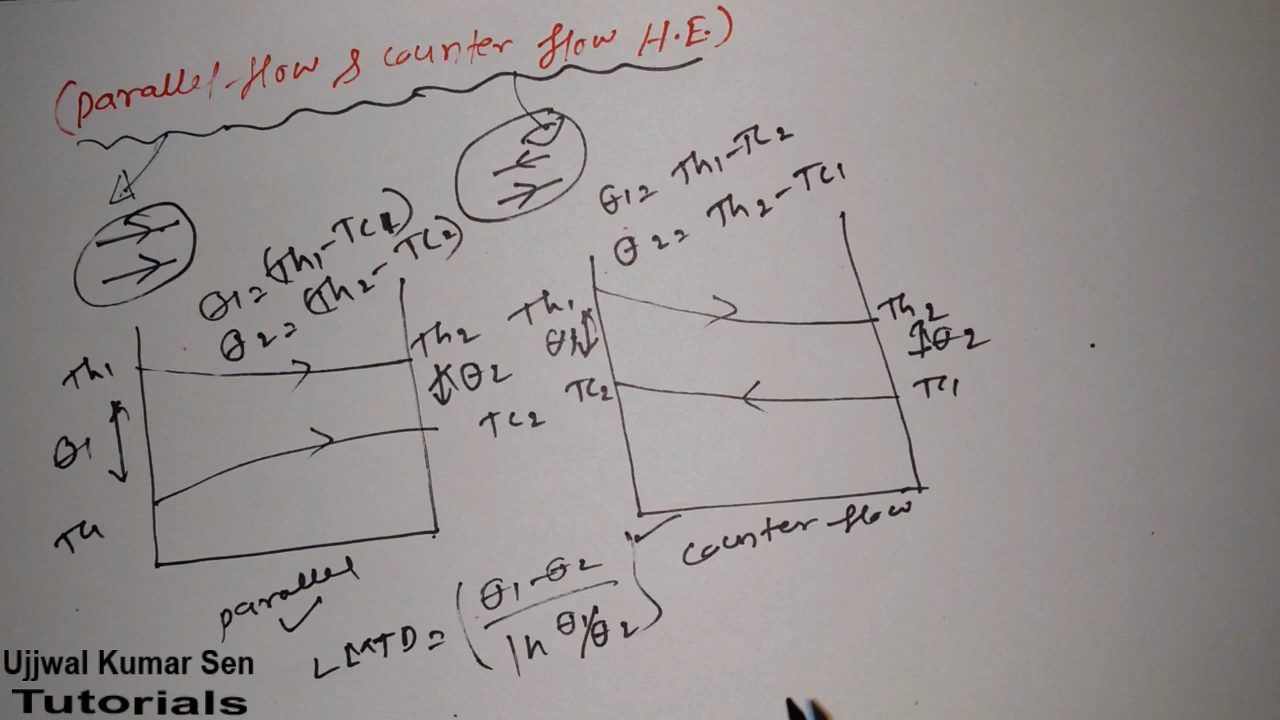 (Parallel-flow & counter flow H.E.)
θ1= (Th1-Tc1)
θ2= (Th2-Tc2)
θ1= Th1-Tc2
θ2= Th2-Tc1
Th1
θ1
Tc1
Th2
θ2
Tc2
Th1
θ1
Tc2
Th2
θ2
Tc1
parallel
counter-flow
LMTD= (θ1-θ2 / ln θ1/θ2)
Ujjwal Kumar Sen
Tutorials